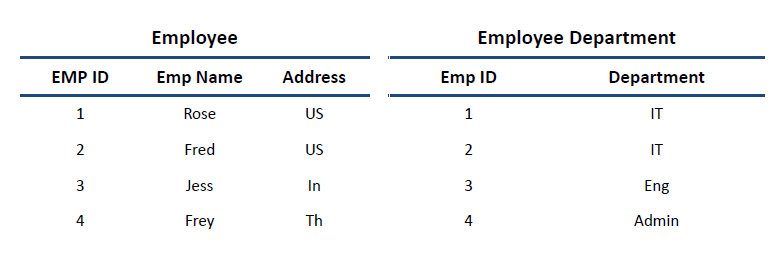 Employee
EMP ID Emp Name Address
1 Rose US
2 Fred US
3 Jess In
4 Frey Th
Employee Department
Emp ID Department
1 IT
2 IT
3 Eng
4 Admin